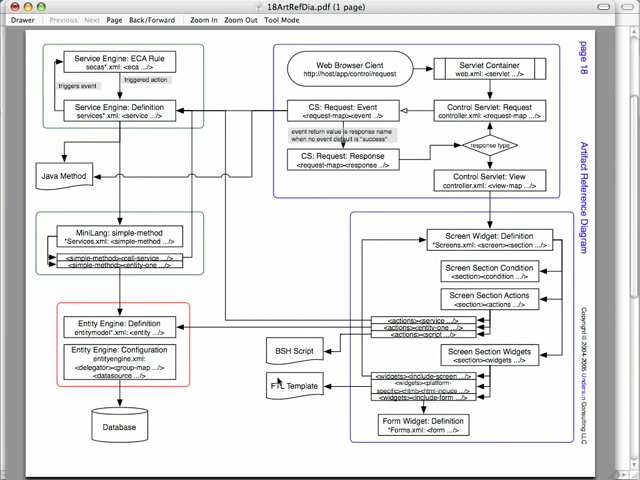 18ArtRefDia.pdf (1 page)
Drawer Previous Next Page Back/Forward Zoom In Zoom Out Tool Mode
page 18
Artifact Reference Diagram
Copyright © 2004-2006 Undersun Consulting LLC
Service Engine: ECA Rule
secas*.xml: <eca .../>
triggers event
triggered action
Service Engine: Definition
services*.xml: <service .../>
Java Method
MiniLang: simple-method
*Services.xml: <simple-method .../>
<simple-method><call-service .../>
<simple-method><entity-one .../>
Entity Engine: Definition
entitymodel*.xml: <entity .../>
Entity Engine: Configuration
entityengine.xml:
<delegator><group-map .../>
<datasource .../>
Database
Web Browser Client
http://host/app/control/request
Servlet Container
web.xml: <servlet .../>
CS: Request: Event
<request-map><event ../>
Control Servlet: Request
controller.xml: <request-map .../>
event return value is response name
when no event default is "success"
CS: Request: Response
<request-map><response .../>
response type
Control Servlet: View
controller.xml: <view-map .../>
Screen Widget: Definition
*Screens.xml: <screen><section .../>
Screen Section Condition
<section><condition .../>
Screen Section Actions
<section><actions .../>
<actions><service .../>
<actions><entity-one .../>
<actions><script .../>
BSH Script
Screen Section Widgets
<section><widgets .../>
FTL Template
<widgets><include-screen .../>
<widgets><platform-
specific><html><html-include .../>
<widgets><include-form .../>
Form Widget: Definition
*Forms.xml: <form .../>